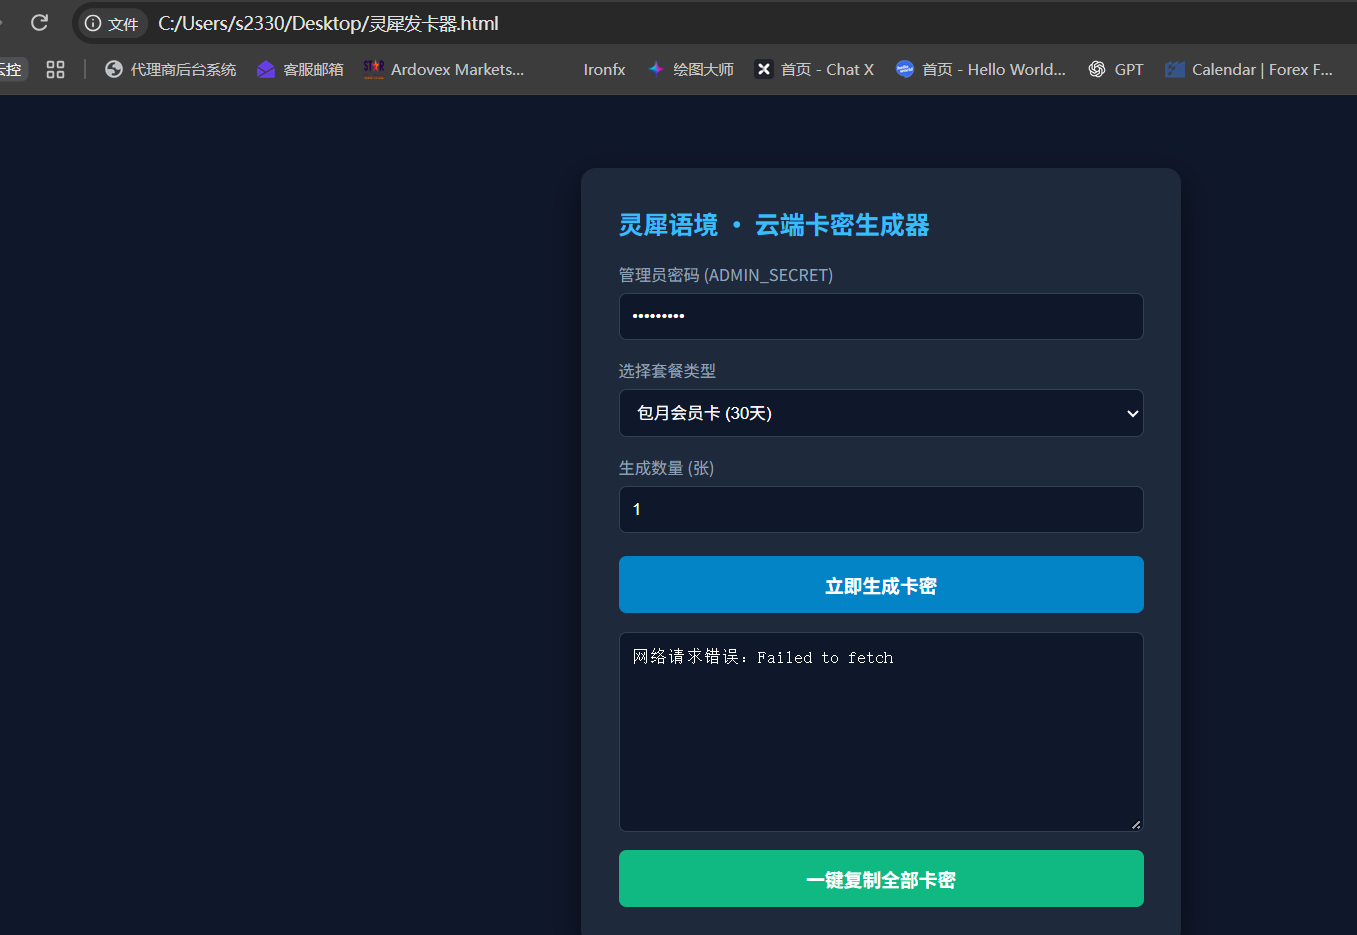 文件 C:/Users/s2330/Desktop/灵犀发卡器.html
云控 代理商后台系统 客服邮箱 STAR Ardovex Markets... Ironfx 绘图大师 首页 - Chat X 首页 - Hello World... GPT Calendar | Forex F...
灵犀语境 · 云端卡密生成器
管理员密码 (ADMIN_SECRET)
•••••••••
选择套餐类型
包月会员卡 (30天)
生成数量 (张)
1
立即生成卡密
网络请求错误：Failed to fetch
一键复制全部卡密